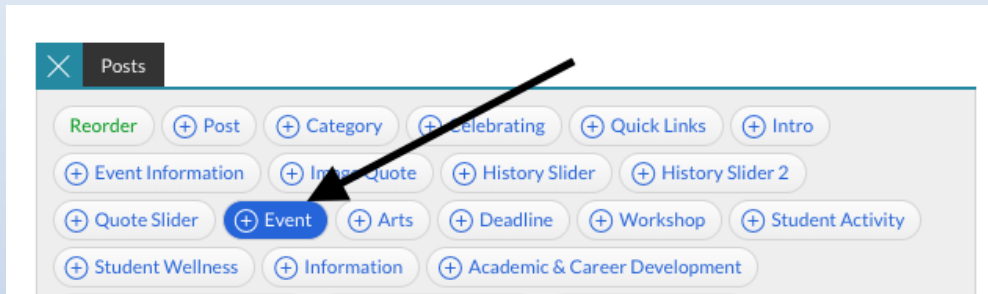 Posts
Reorder Post Category Celebrating Quick Links Intro
Event Information Image Quote History Slider History Slider 2
Quote Slider Event Arts Deadline Workshop Student Activity
Student Wellness Information Academic & Career Development